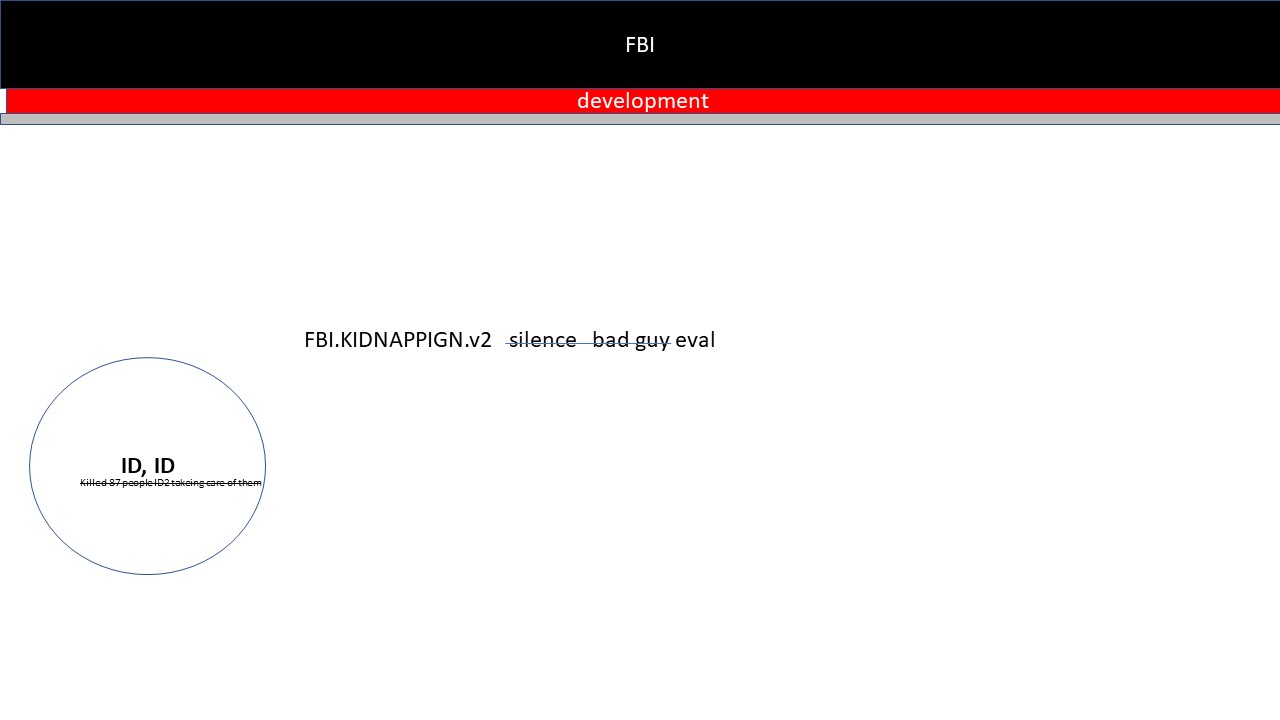 FBI
development
FBI.KIDNAPPIGN.v2 silence bad guy eval
ID, ID
Killed 87 people ID2 takeing care of them